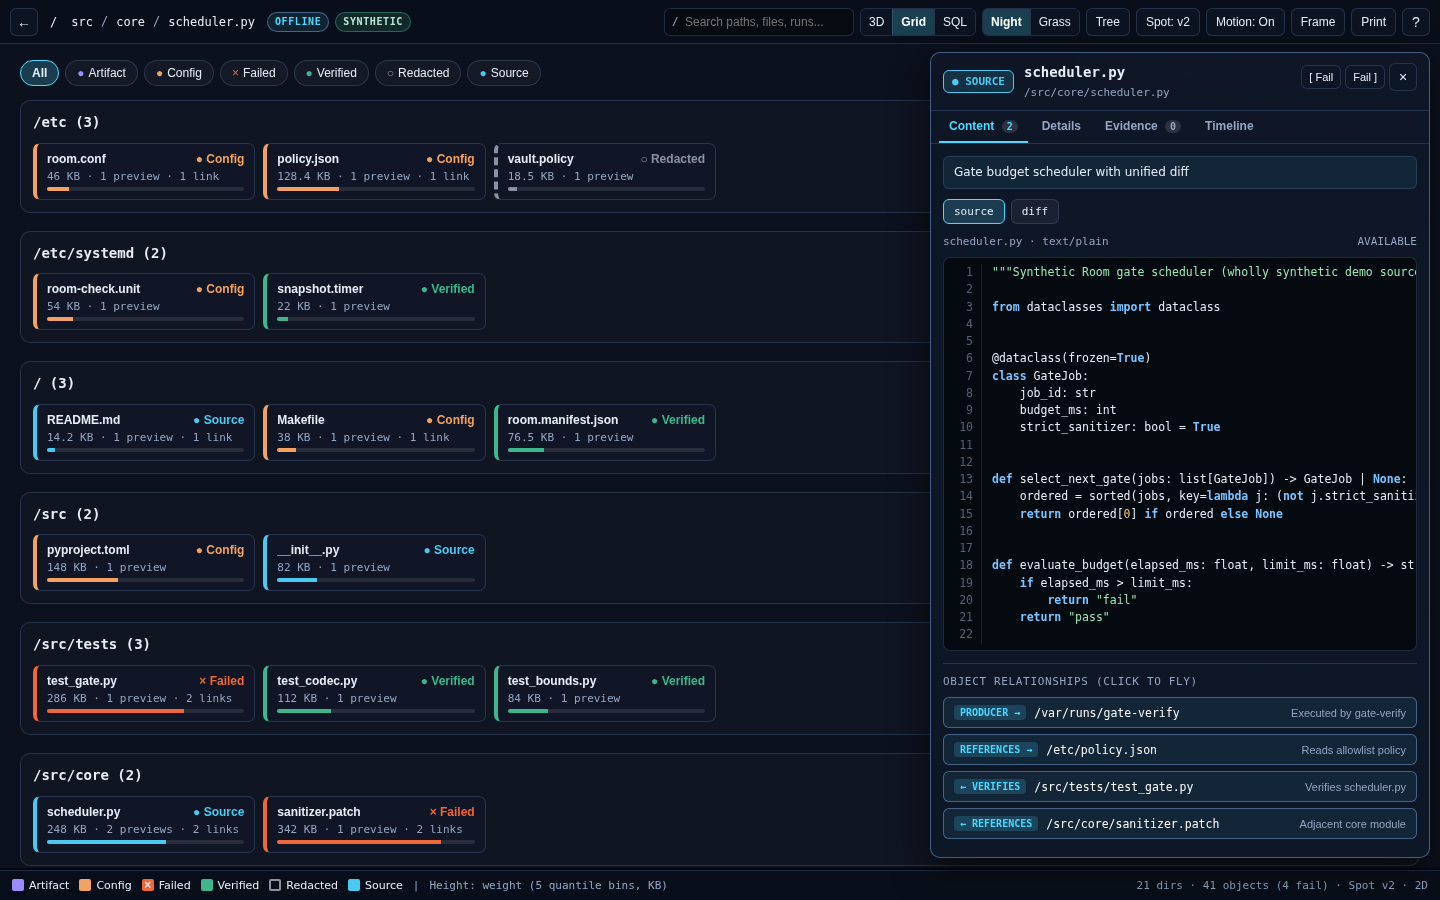 ← / src / core / scheduler.py OFFLINE SYNTHETIC / Search paths, files, runs... 3D Grid SQL Night Grass Tree Spot: v2 Motion: On Frame Print ?
All ● Artifact ● Config × Failed ● Verified ○ Redacted ● Source
/etc (3)
room.conf ● Config
46 KB · 1 preview · 1 link
policy.json ● Config
128.4 KB · 1 preview · 1 link
vault.policy ○ Redacted
18.5 KB · 1 preview
/etc/systemd (2)
room-check.unit ● Config
54 KB · 1 preview
snapshot.timer ● Verified
22 KB · 1 preview
/ (3)
README.md ● Source
14.2 KB · 1 preview · 1 link
Makefile ● Config
38 KB · 1 preview · 1 link
room.manifest.json ● Verified
76.5 KB · 1 preview
/src (2)
pyproject.toml ● Config
148 KB · 1 preview
__init__.py ● Source
82 KB · 1 preview
/src/tests (3)
test_gate.py × Failed
286 KB · 1 preview · 2 links
test_codec.py ● Verified
112 KB · 1 preview
test_bounds.py ● Verified
84 KB · 1 preview
/src/core (2)
scheduler.py ● Source
248 KB · 2 previews · 2 links
sanitizer.patch × Failed
342 KB · 1 preview · 2 links
● SOURCE scheduler.py [ Fail Fail ] ×
/src/core/scheduler.py
Content 2 Details Evidence 0 Timeline
Gate budget scheduler with unified diff
source diff
scheduler.py · text/plain AVAILABLE
1 """Synthetic Room gate scheduler (wholly synthetic demo source
2
3 from dataclasses import dataclass
4
5
6 @dataclass(frozen=True)
7 class GateJob:
8     job_id: str
9     budget_ms: int
10     strict_sanitizer: bool = True
11
12
13 def select_next_gate(jobs: list[GateJob]) -> GateJob | None:
14     ordered = sorted(jobs, key=lambda j: (not j.strict_sanitiz
15     return ordered[0] if ordered else None
16
17
18 def evaluate_budget(elapsed_ms: float, limit_ms: float) -> st
19     if elapsed_ms > limit_ms:
20         return "fail"
21     return "pass"
22
OBJECT RELATIONSHIPS (CLICK TO FLY)
PRODUCER → /var/runs/gate-verify Executed by gate-verify
REFERENCES → /etc/policy.json Reads allowlist policy
← VERIFIES /src/tests/test_gate.py Verifies scheduler.py
← REFERENCES /src/core/sanitizer.patch Adjacent core module
Artifact Config × Failed Verified Redacted Source | Height: weight (5 quantile bins, KB) 21 dirs · 41 objects (4 fail) · Spot v2 · 2D